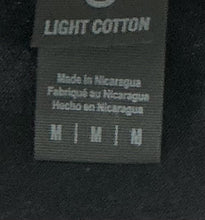 LIGHT COTTON
Made in Nicaragua
Fabriqué au Nicaragua
Hecho en Nicaragua
M | M | M